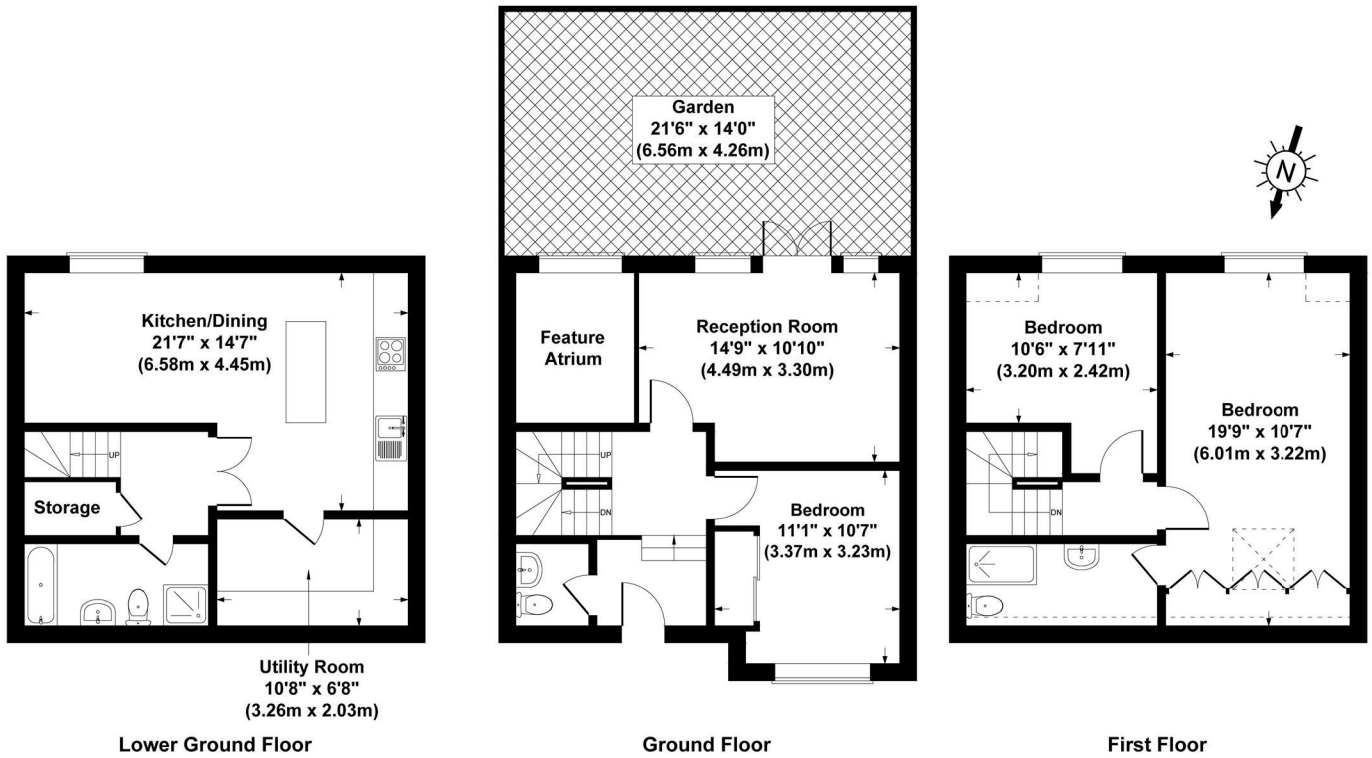 Garden
21'6" x 14'0"
(6.56m x 4.26m)
N
Kitchen/Dining
21'7" x 14'7"
(6.58m x 4.45m)
UP
Storage
Utility Room
10'8" x 6'8"
(3.26m x 2.03m)
Lower Ground Floor
Feature
Atrium
Reception Room
14'9" x 10'10"
(4.49m x 3.30m)
UP
DN
Bedroom
11'1" x 10'7"
(3.37m x 3.23m)
Ground Floor
Bedroom
10'6" x 7'11"
(3.20m x 2.42m)
Bedroom
19'9" x 10'7"
(6.01m x 3.22m)
DN
First Floor